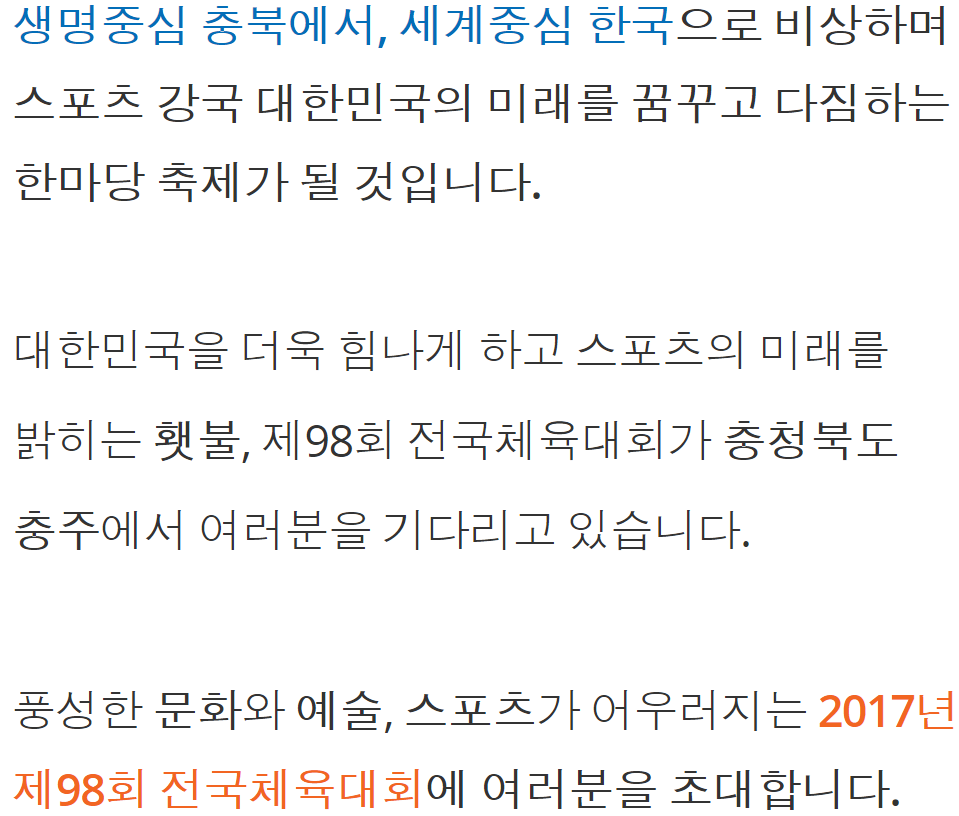 생명중심 충북에서, 세계중심 한국으로 비상하며
스포츠 강국 대한민국의 미래를 꿈꾸고 다짐하는
한마당 축제가 될 것입니다.
대한민국을 더욱 힘나게 하고 스포츠의 미래를
밝히는 횃불, 제98회 전국체육대회가 충청북도
충주에서 여러분을 기다리고 있습니다.
풍성한 문화와 예술, 스포츠가 어우러지는 2017년
제98회 전국체육대회에 여러분을 초대합니다.